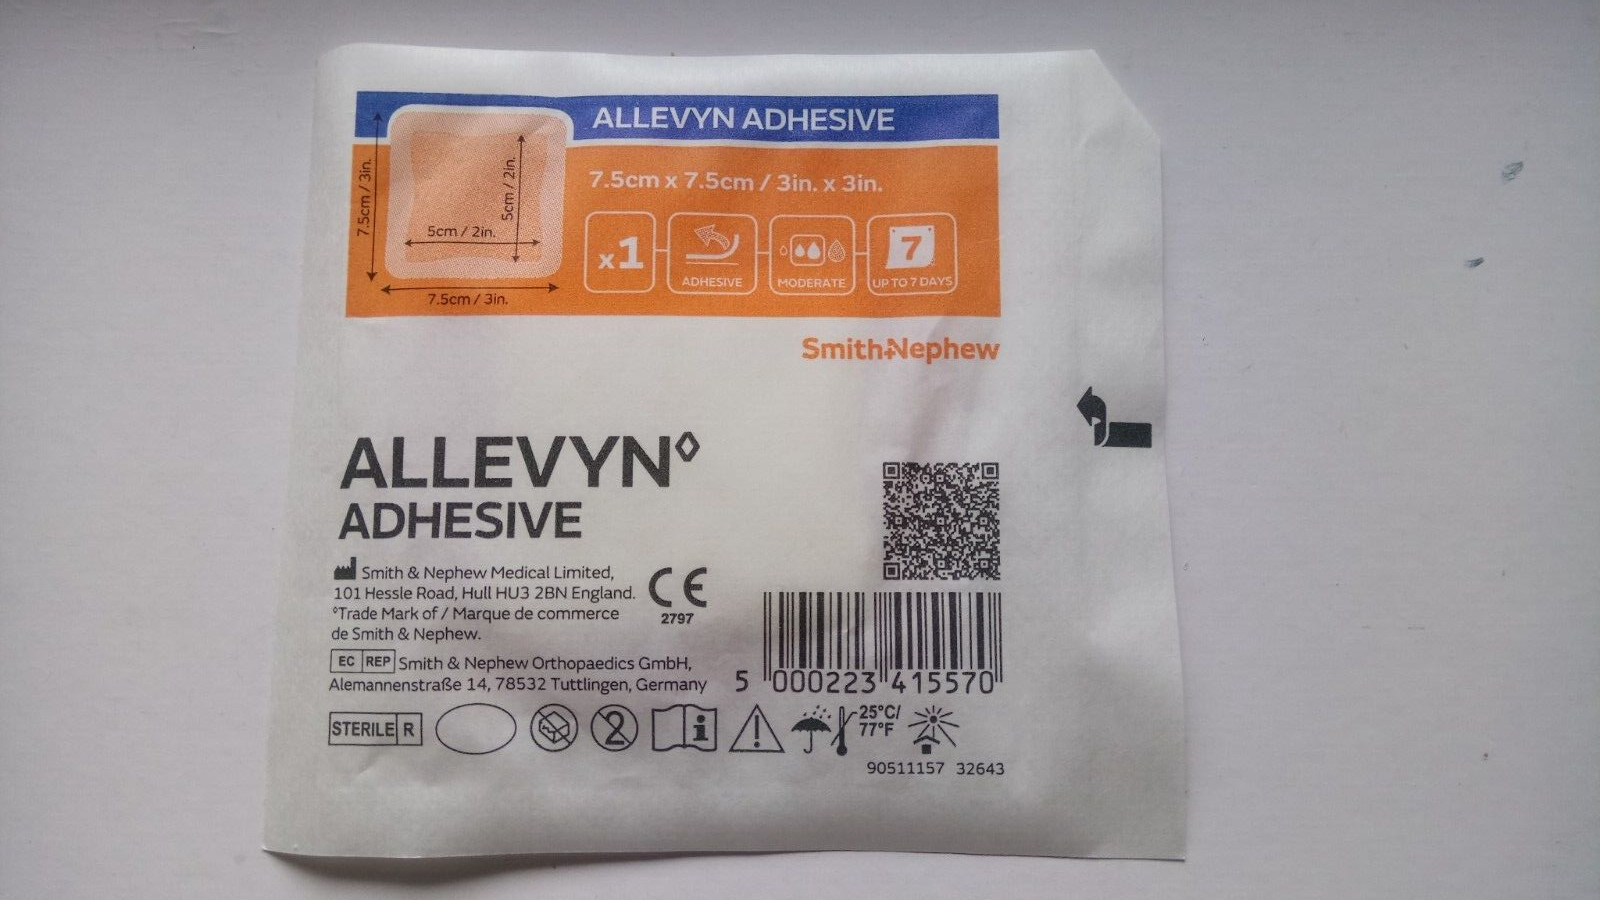 ALLEVYN ADHESIVE
7.5cm x 7.5cm / 3in. x 3in.
7.5cm / 3in.
5cm / 2in.
5cm / 2in.
7.5cm / 3in.
x1
ADHESIVE
MODERATE
7
UP TO 7 DAYS
Smith+Nephew
ALLEVYN◊
ADHESIVE
Smith & Nephew Medical Limited,
101 Hessle Road, Hull HU3 2BN England.
◊Trade Mark of / Marque de commerce
de Smith & Nephew.
CE
2797
EC REP Smith & Nephew Orthopaedics GmbH,
Alemannenstraße 14, 78532 Tuttlingen, Germany
5 000223 415570
STERILE R
2
i
!
25°C/
77°F
90511157 32643